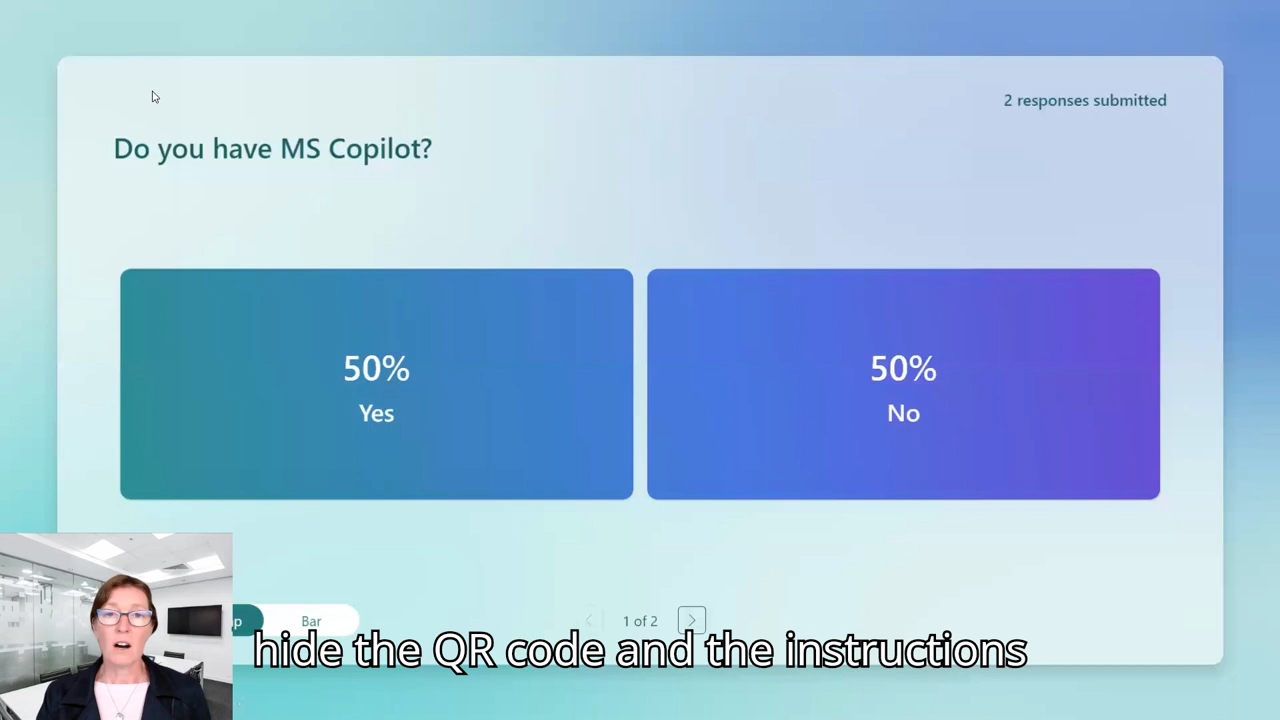 2 responses submitted
Do you have MS Copilot?
50%
Yes
50%
No
Bar
1 of 2
hide the QR code and the instructions